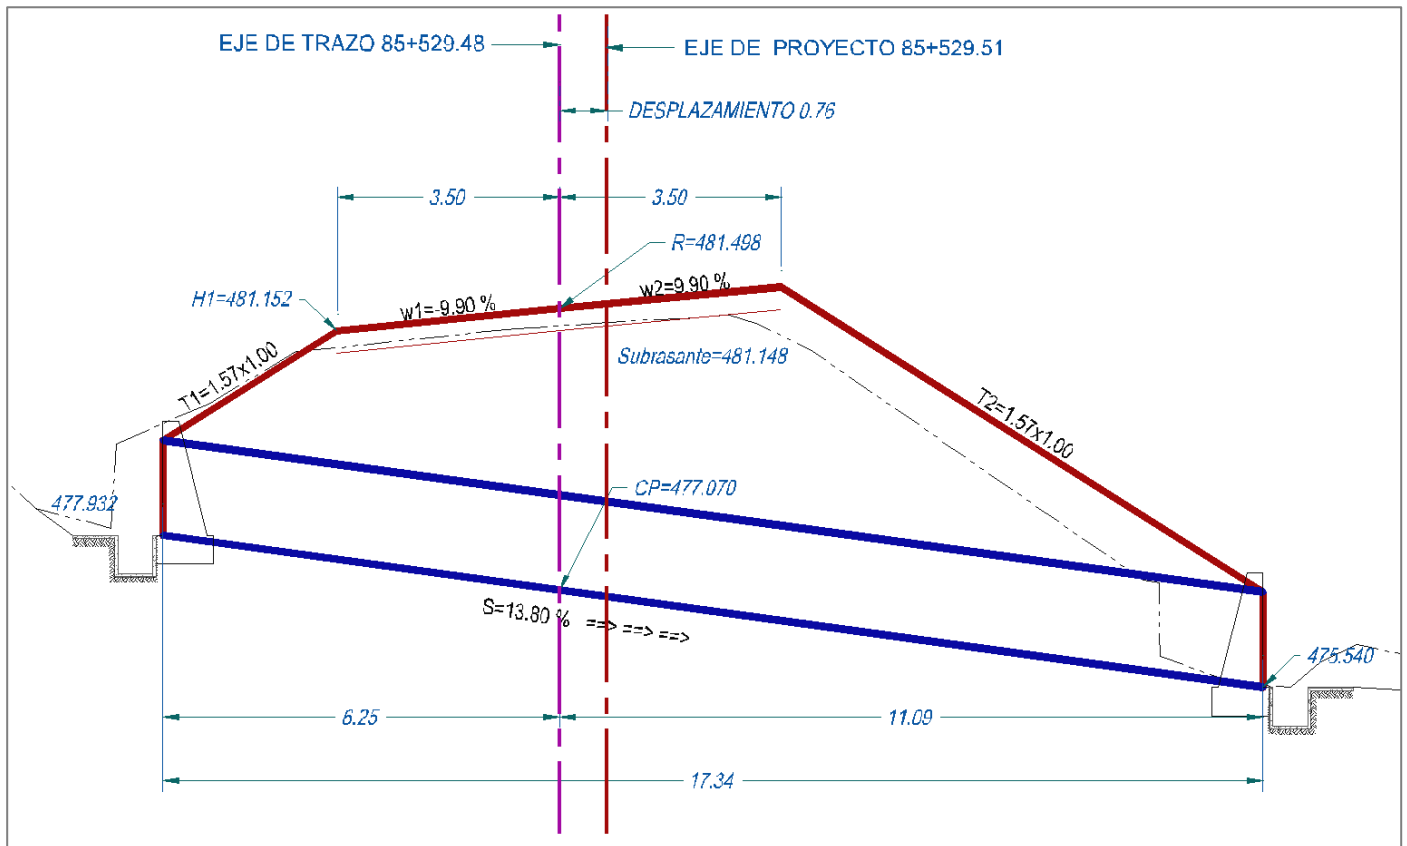 EJE DE TRAZO 85+529.48
EJE DE PROYECTO 85+529.51
DESPLAZAMIENTO 0.76
3.50
3.50
R=481.498
H1=481.152
w1=-9.90 %
w2=9.90 %
Subrasante=481.148
T1=1.57x1.00
T2=1.57x1.00
477.932
CP=477.070
S=13.80 % ==> ==> ==>
475.540
6.25
11.09
17.34